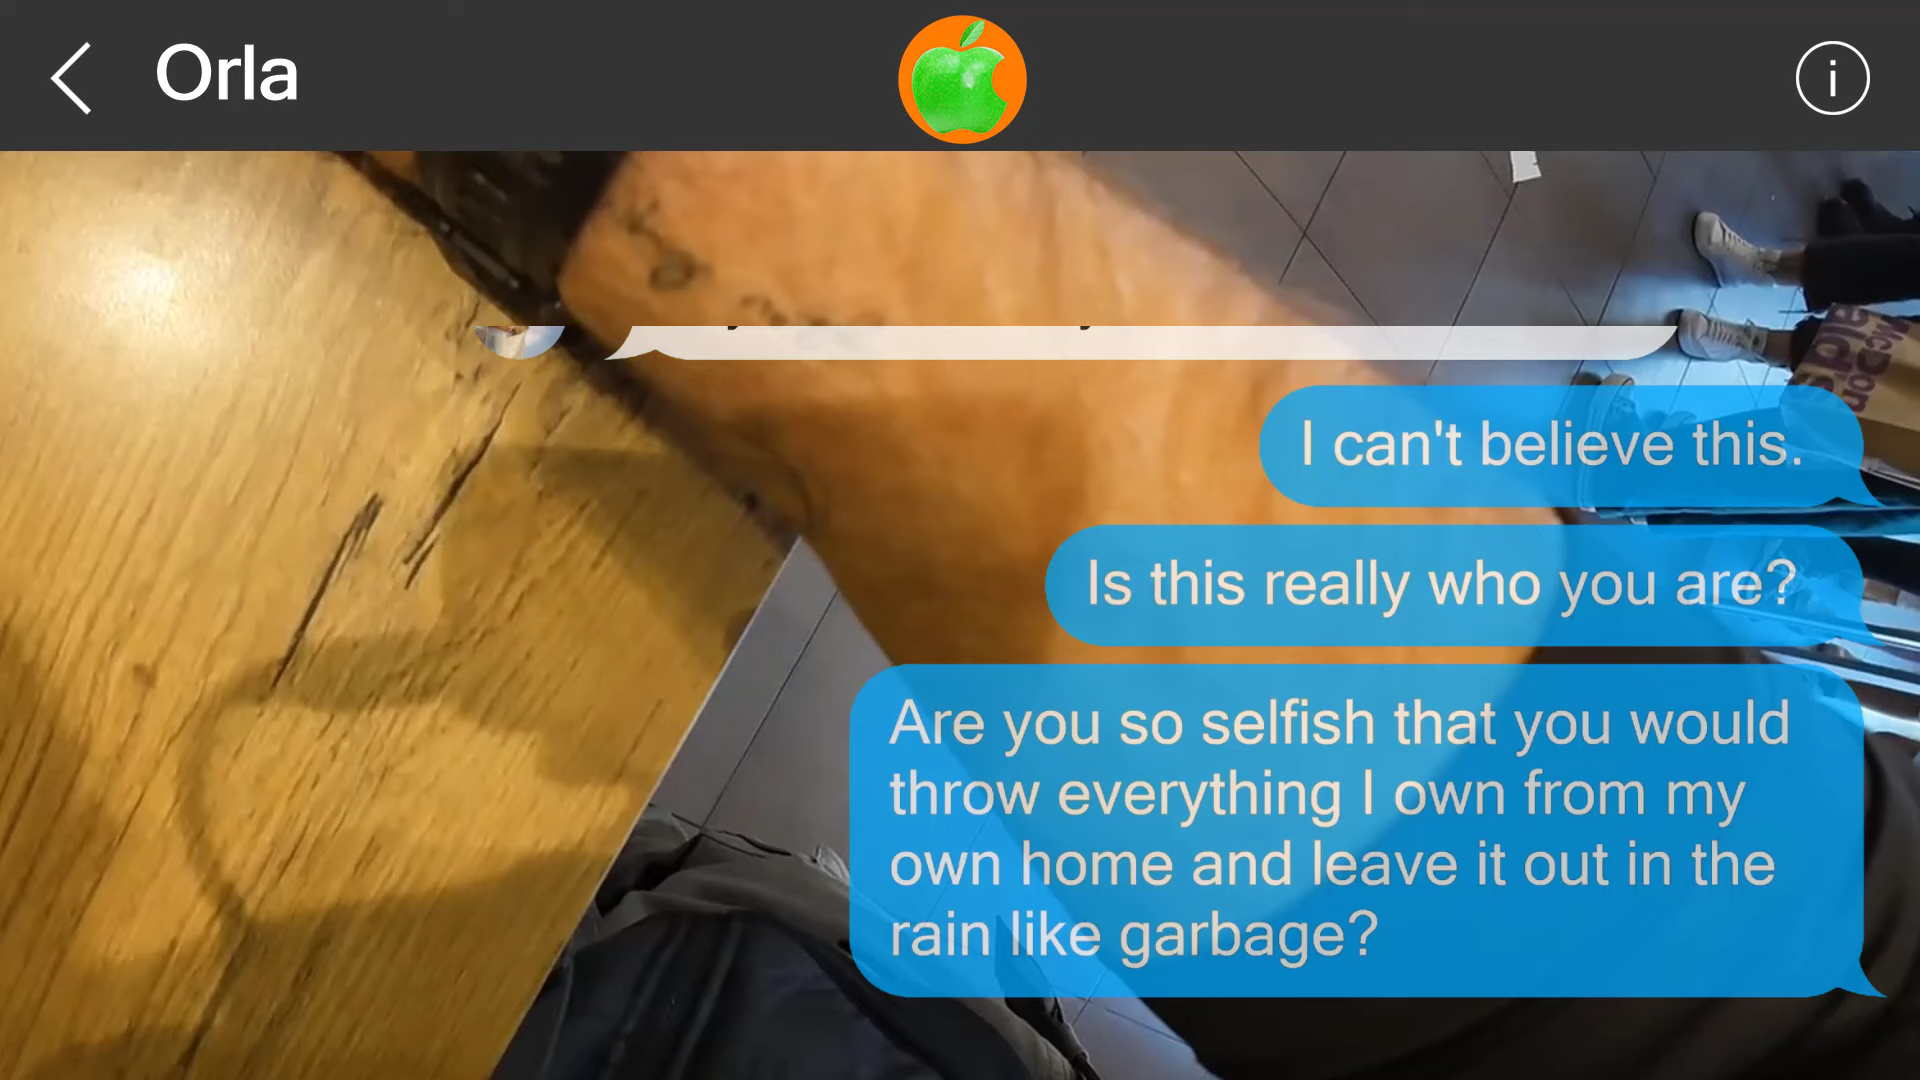 Orla
I can't believe this.
Is this really who you are?
Are you so selfish that you would
throw everything I own from my
own home and leave it out in the
rain like garbage?